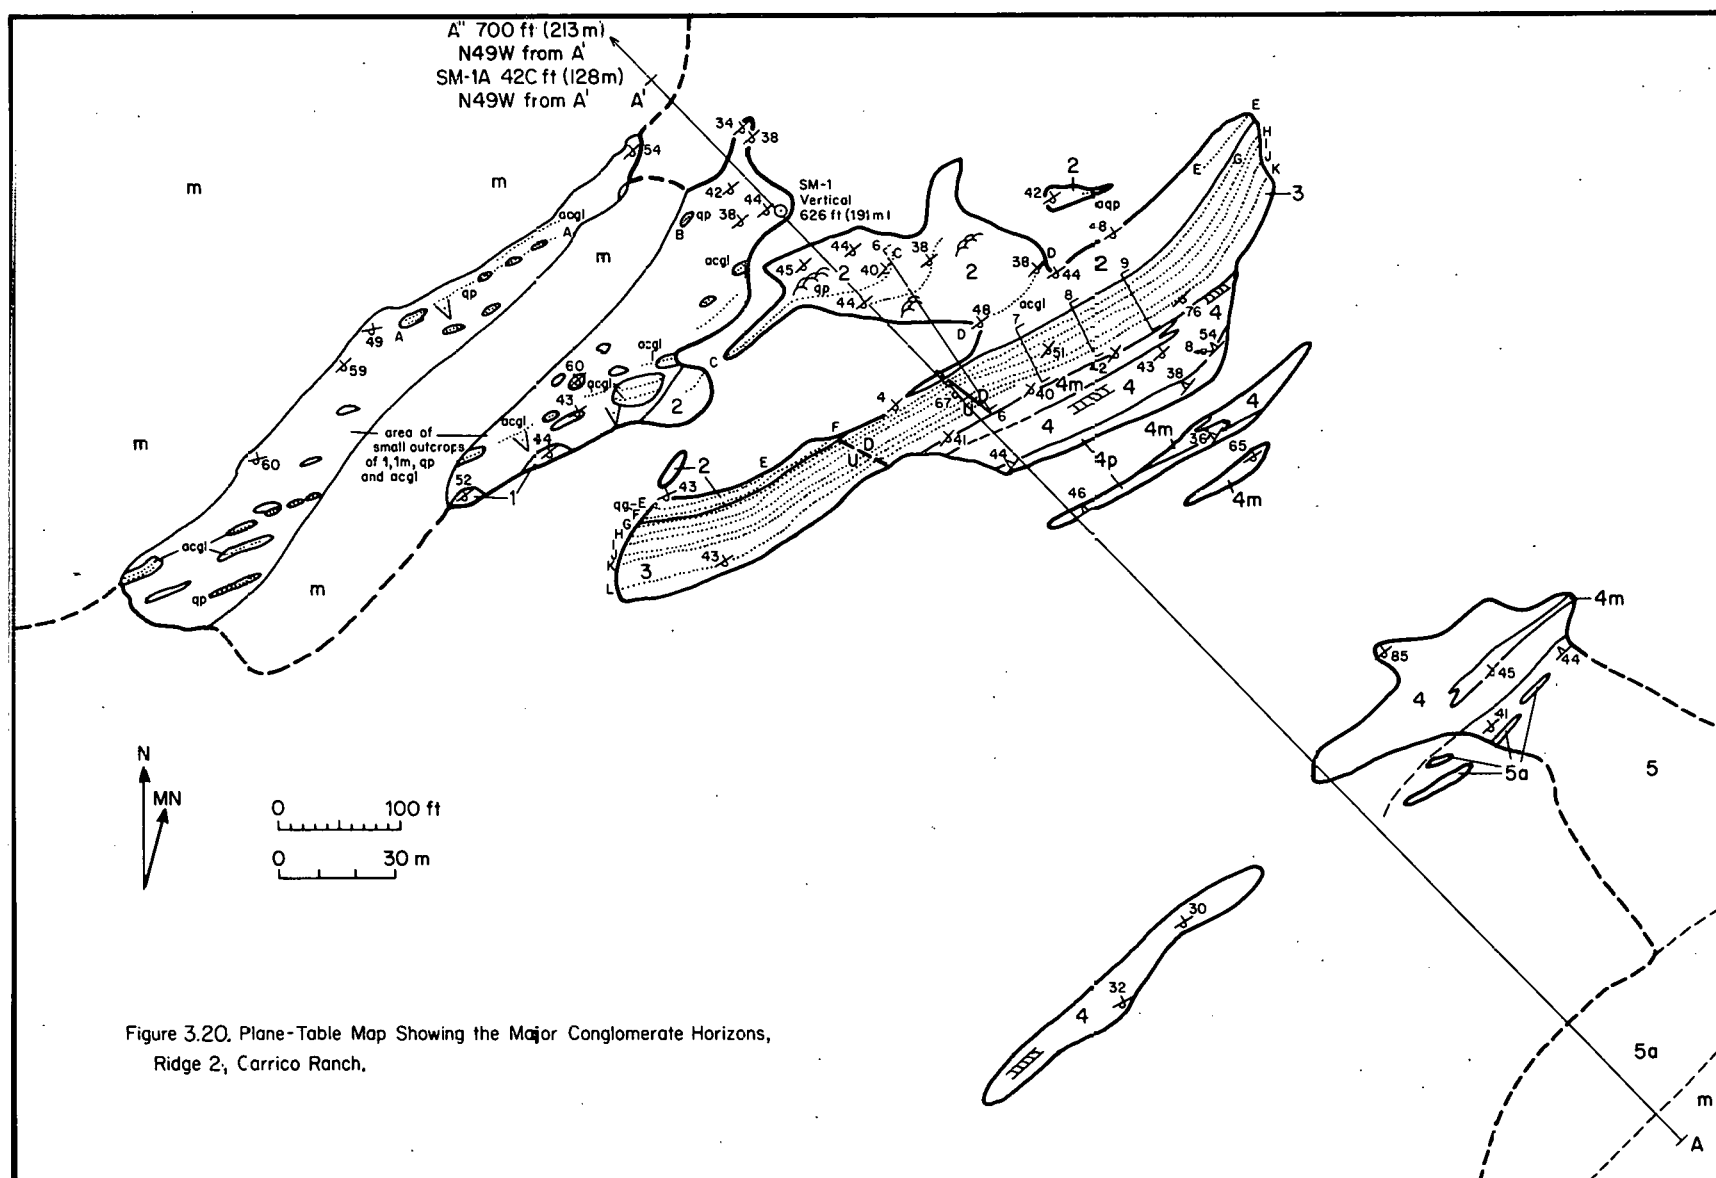 A" 700 ft (213m)
N49W from A'
SM-1A 42C ft (128m)
N49W from A'
A'
34
38
54
m
m
42
44
38
qp
B
SM-1
Vertical
626 ft (191m)
acgl
A
m
acgl
qp
A
49
59
m
60
area of
small outcrops
of 1, 1m, qp
and acgl
acgl
60
acgl
43
acgl
44
52
1
C
2
acgl
qp
m
44
45
2
qp
44
6
C
40
38
2
38
D
44
48
D
42
2
aqp
48
E
E
H
I
J
K
G
3
2
9
8
7
acgl
76
4
54
8
51
42
43
38
4m
40
4
4
67
D
U
6
4
41
44
4p
4m
36
4
65
4m
46
F
D
U
E
2
43
qg-E
F
G
H
I
J
K
L
3
43
4m
85
45
44
4
41
5a
5
N
MN
0 100 ft
0 30 m
30
32
4
5a
m
A
Figure 3.20. Plane-Table Map Showing the Major Conglomerate Horizons,
Ridge 2, Carrico Ranch.